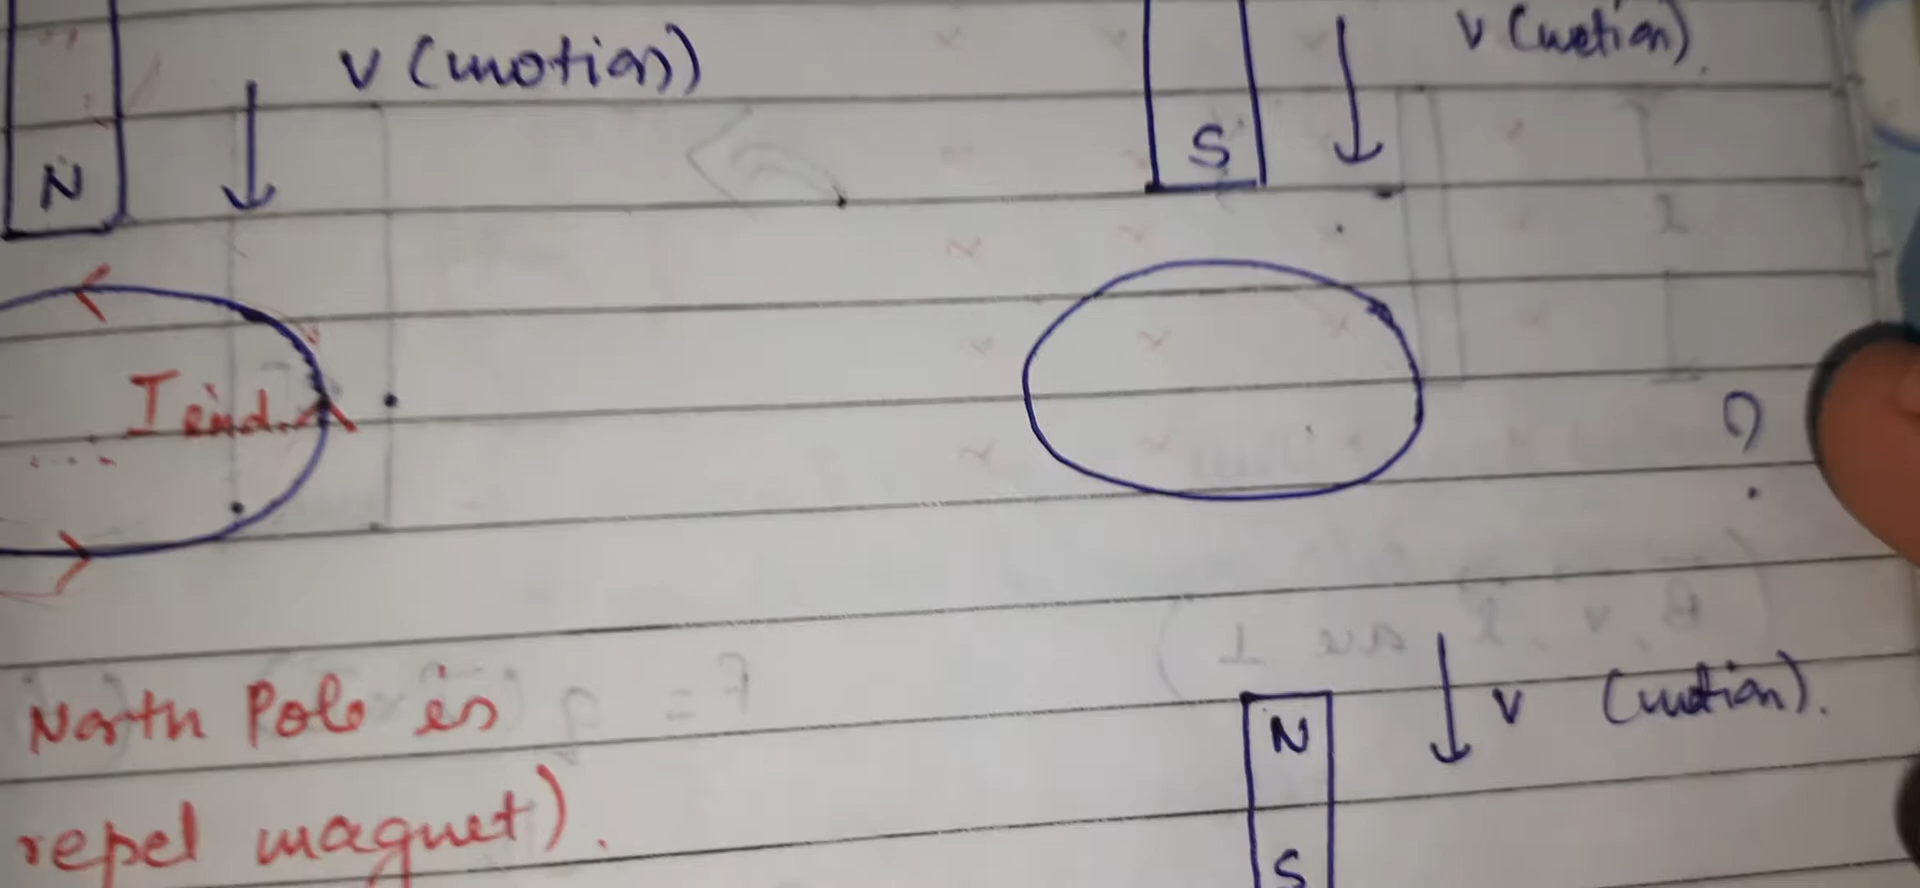 V (motion))
N
I ind.
North Pole is
repel magnet).
V (motion).
S
?
V (motion).
N
S